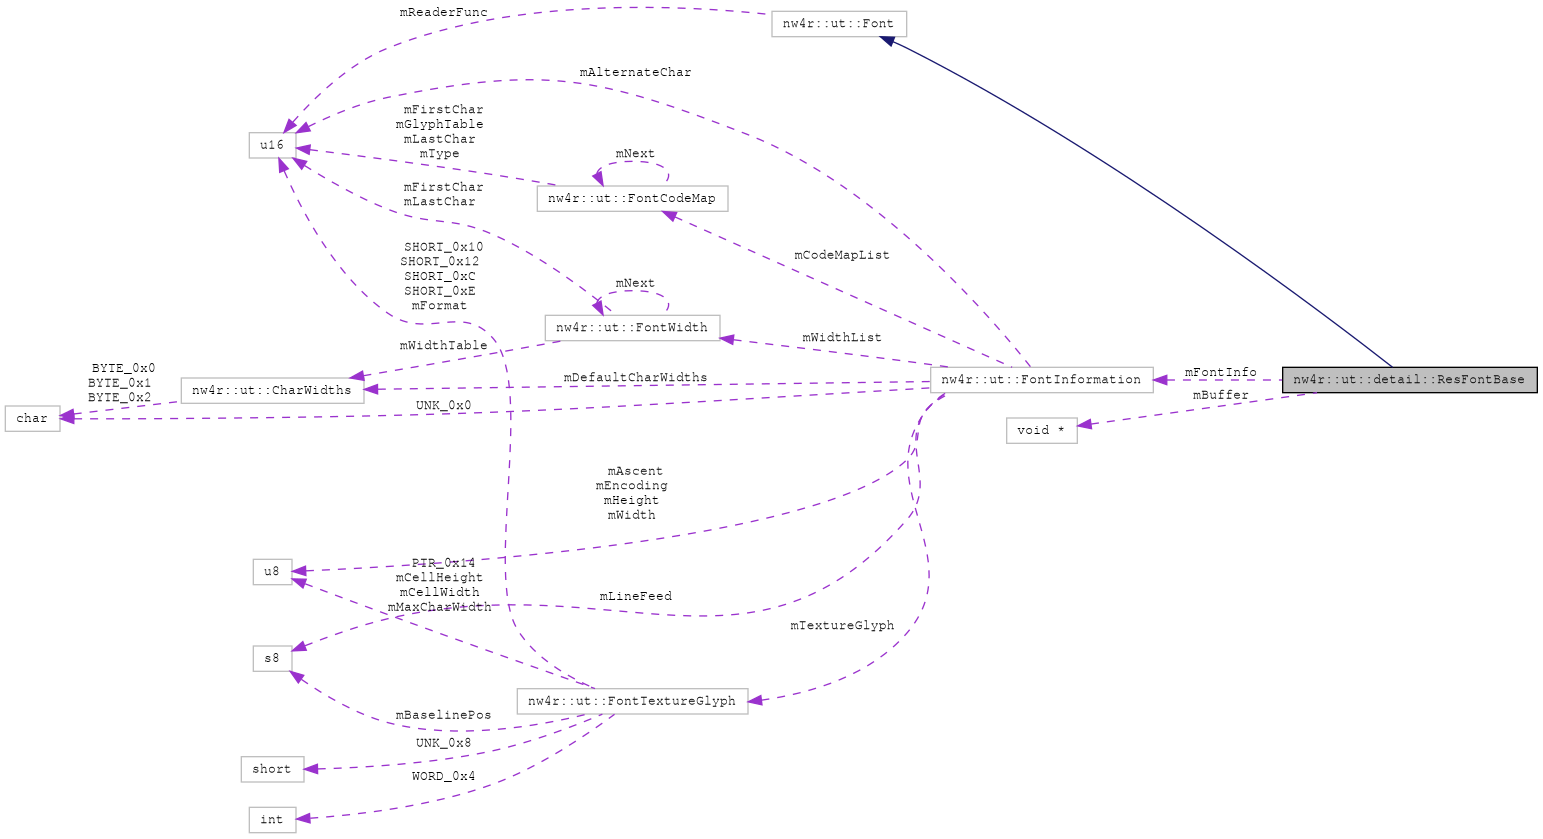 mReaderFunc
nw4r::ut::Font
mAlternateChar
mFirstChar
mGlyphTable
mLastChar
mType
u16
mNext
nw4r::ut::FontCodeMap
mFirstChar
mLastChar
mCodeMapList
SHORT_0x10
SHORT_0x12
SHORT_0xC
SHORT_0xE
mFormat
mNext
nw4r::ut::FontWidth
mWidthList
mWidthTable
BYTE_0x0
BYTE_0x1
BYTE_0x2
nw4r::ut::CharWidths
mDefaultCharWidths
nw4r::ut::FontInformation
mFontInfo
nw4r::ut::detail::ResFontBase
mBuffer
UNK_0x0
char
void *
mAscent
mEncoding
mHeight
mWidth
u8
PTR_0x14
mCellHeight
mCellWidth
mMaxCharWidth
mLineFeed
mTextureGlyph
s8
nw4r::ut::FontTextureGlyph
mBaselinePos
UNK_0x8
short
WORD_0x4
int